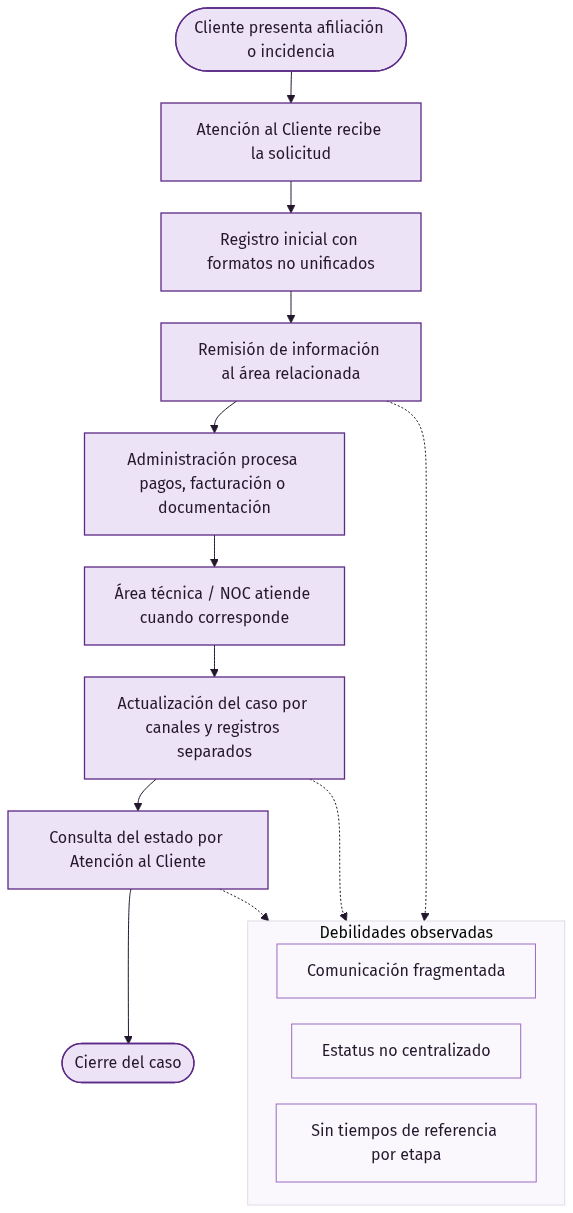 Cliente presenta afiliación
o incidencia
Atención al Cliente recibe
la solicitud
Registro inicial con
formatos no unificados
Remisión de información
al área relacionada
Administración procesa
pagos, facturación o
documentación
Área técnica / NOC atiende
cuando corresponde
Actualización del caso por
canales y registros
separados
Consulta del estado por
Atención al Cliente
Debilidades observadas
Comunicación fragmentada
Estatus no centralizado
Cierre del caso
Sin tiempos de referencia
por etapa